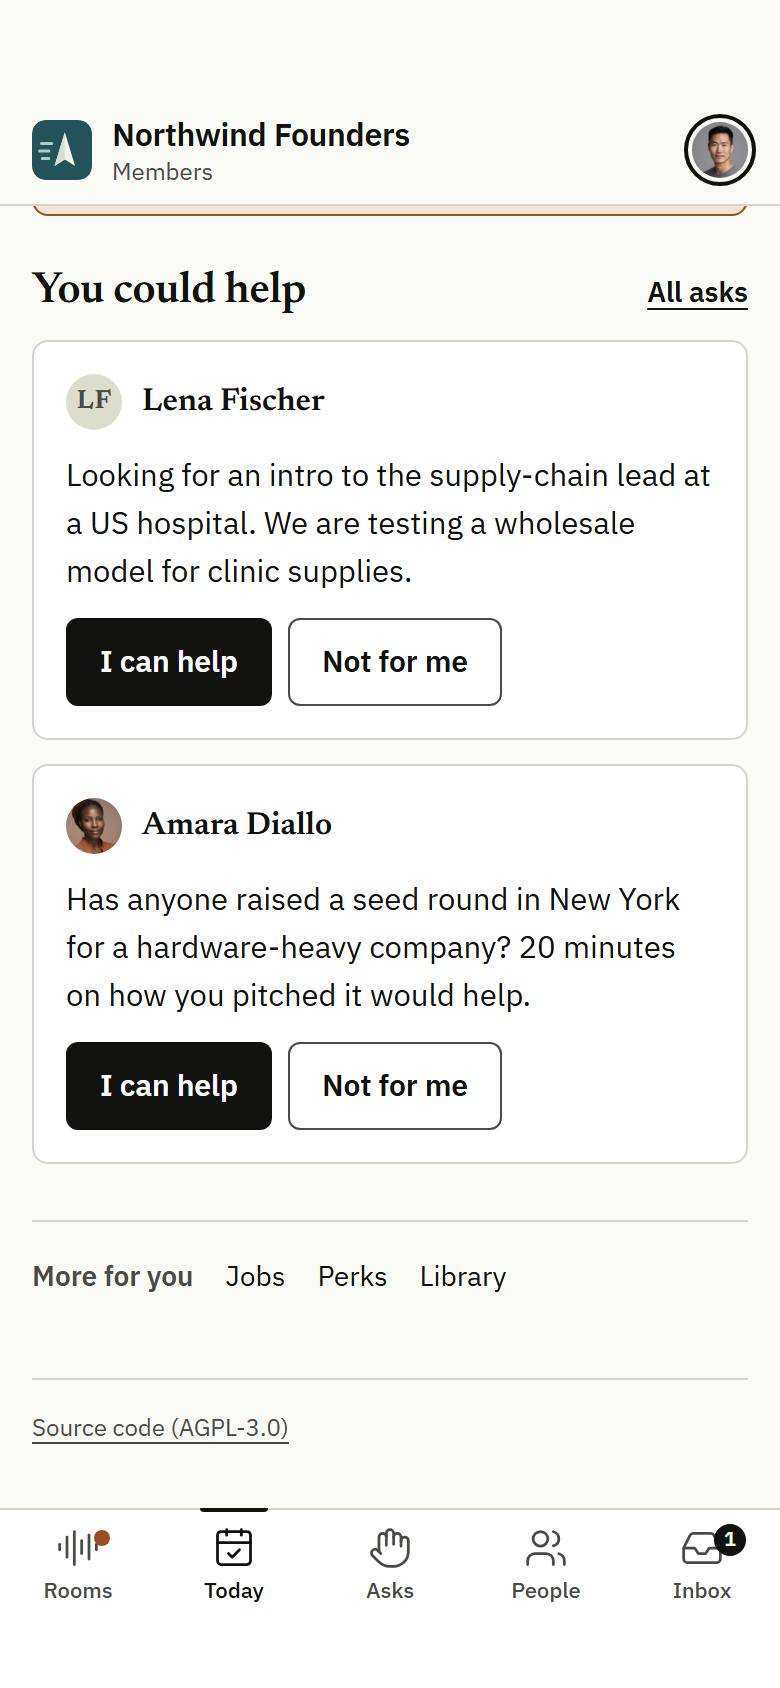 Northwind Founders
Members
You could help
All asks
LF
Lena Fischer
Looking for an intro to the supply-chain lead at
a US hospital. We are testing a wholesale
model for clinic supplies.
I can help
Not for me
Amara Diallo
Has anyone raised a seed round in New York
for a hardware-heavy company? 20 minutes
on how you pitched it would help.
I can help
Not for me
More for you
Jobs
Perks
Library
Source code (AGPL-3.0)
Rooms
Today
Asks
People
1
Inbox